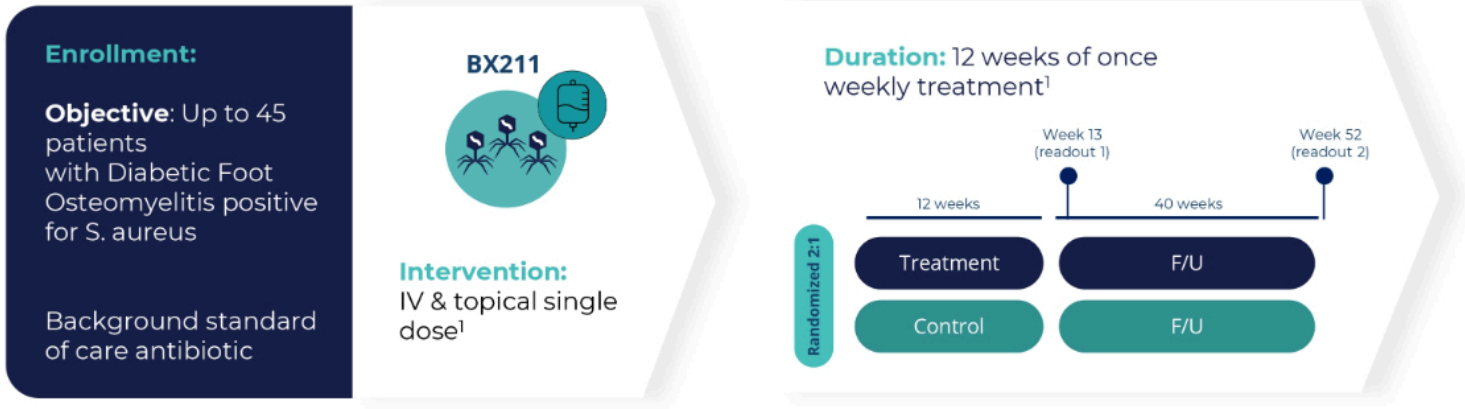 Enrollment:
Objective: Up to 45
patients
with Diabetic Foot
Osteomyelitis positive
for S. aureus
Background standard
of care antibiotic
BX211
Intervention:
IV & topical single
dose¹
Duration: 12 weeks of once
weekly treatment¹
Week 13
(readout 1)
Week 52
(readout 2)
12 weeks
40 weeks
Randomized 2:1
Treatment
F/U
Control
F/U